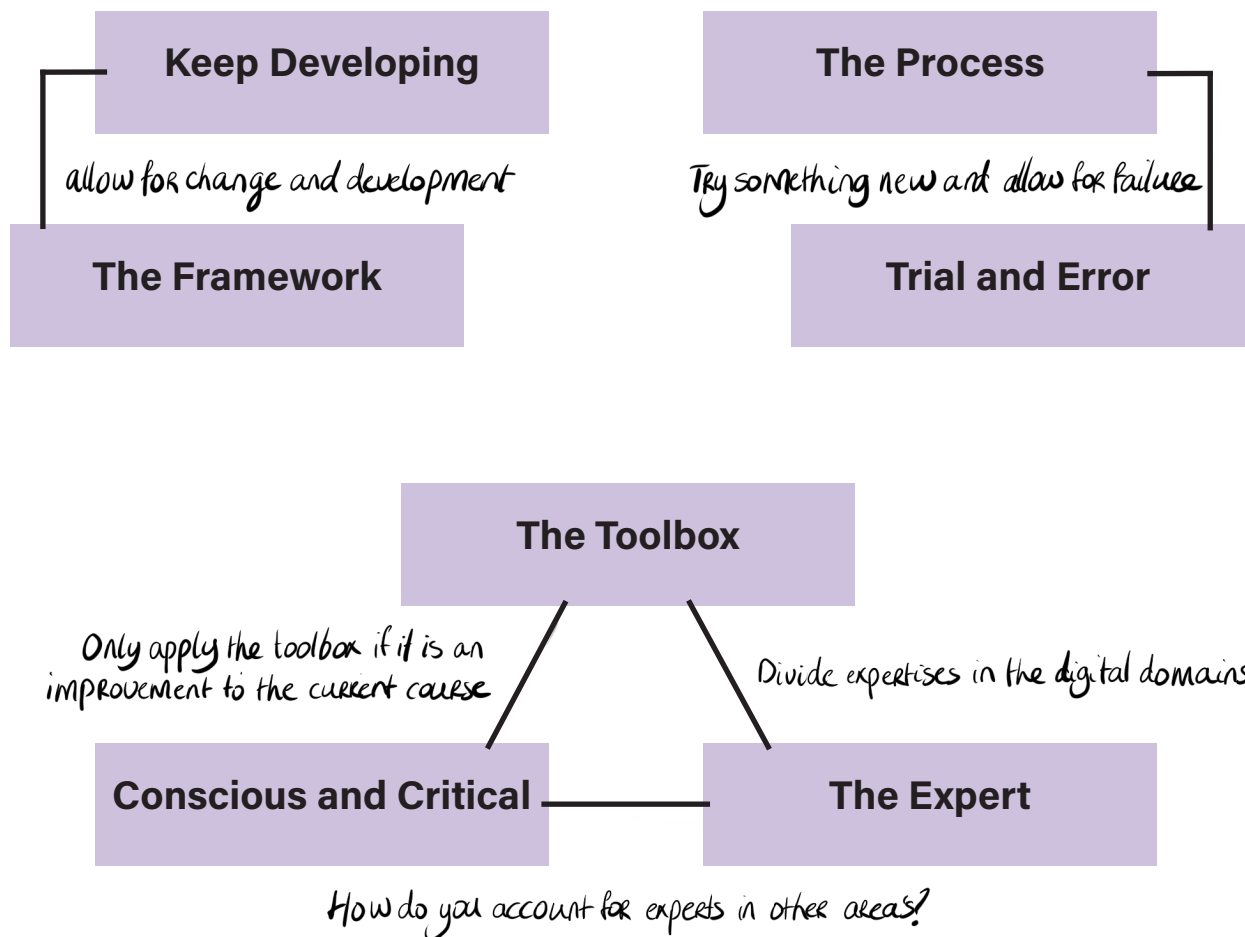 Keep Developing
The Process
allow for change and development
Try something new and allow for failure
The Framework
Trial and Error
The Toolbox
Only apply the toolbox if it is an
improvement to the current course
Divide expertises in the digital domains
Conscious and Critical
The Expert
How do you account for experts in other area's?